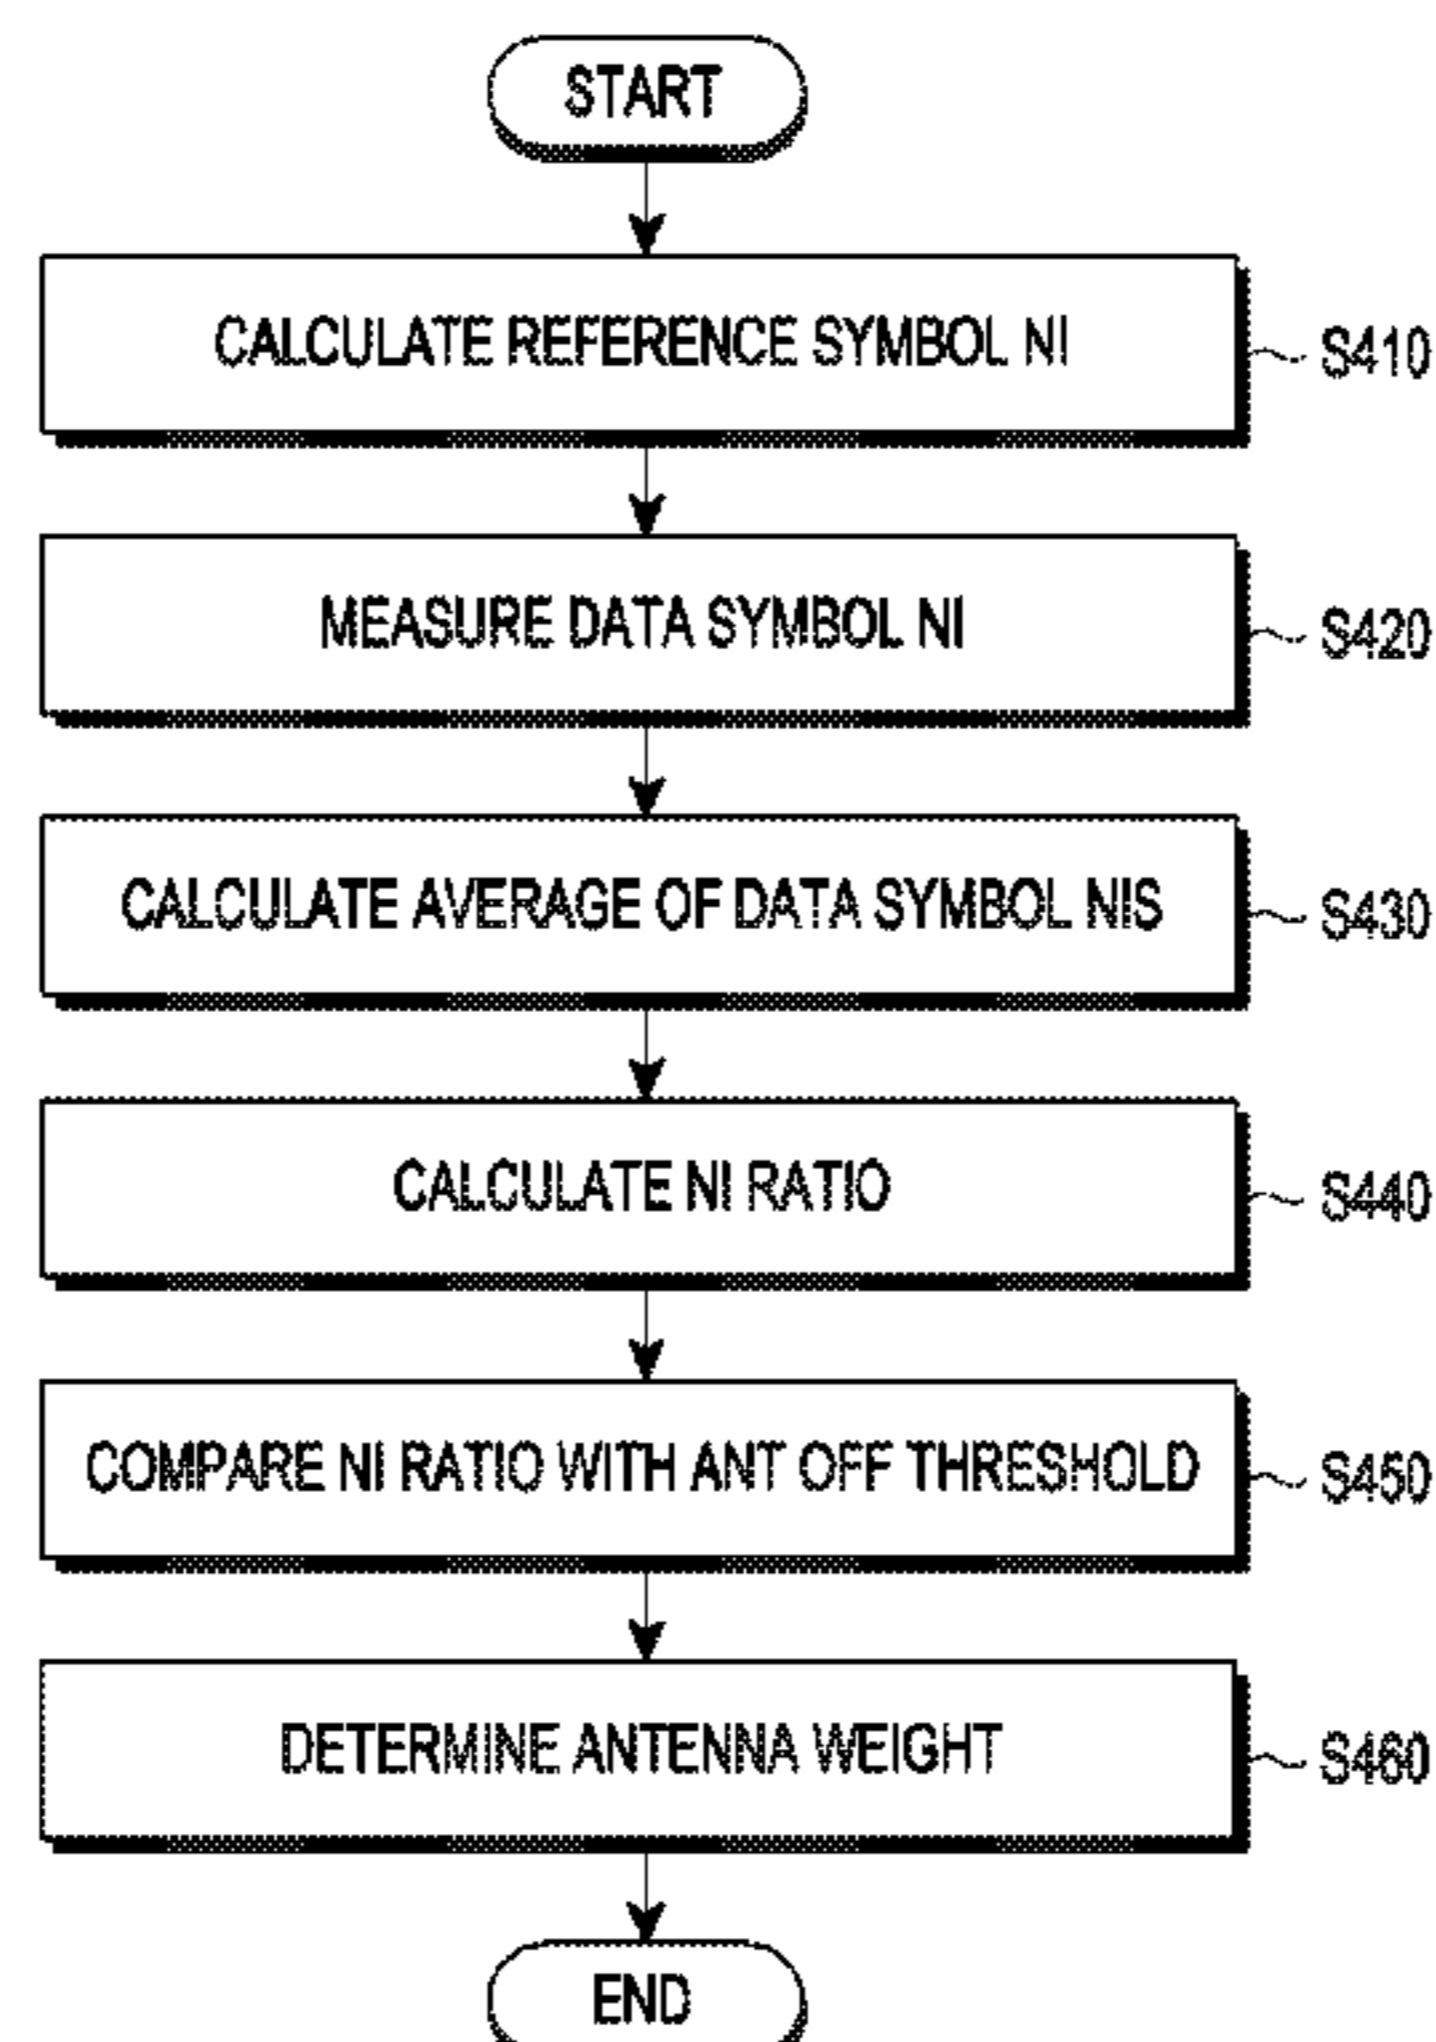 START
CALCULATE REFERENCE SYMBOL NI
S410
MEASURE DATA SYMBOL NI
S420
CALCULATE AVERAGE OF DATA SYMBOL NIS
S430
CALCULATE NI RATIO
S440
COMPARE NI RATIO WITH ANT OFF THRESHOLD
S450
DETERMINE ANTENNA WEIGHT
S460
END